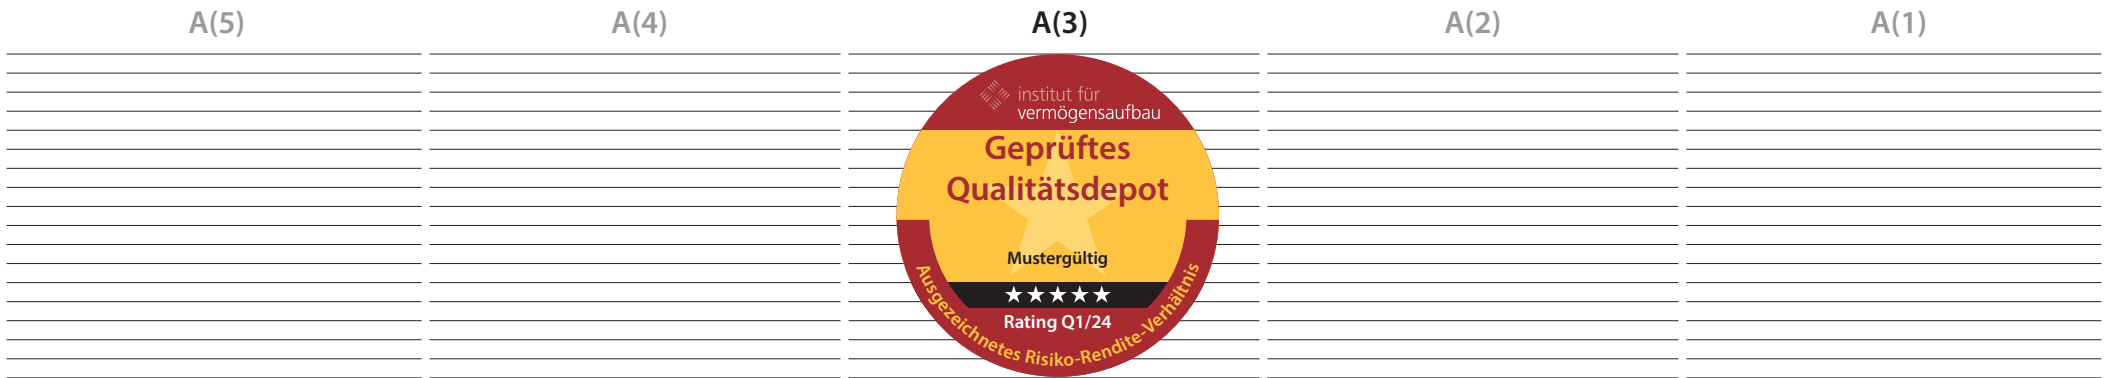 A(5) A(4) A(3) A(2) A(1)
institut für
vermögensaufbau
Geprüftes
Qualitätsdepot
Mustergültig
★★★★★
Rating Q1/24
Ausgezeichnetes Risiko-Rendite-Verhältnis